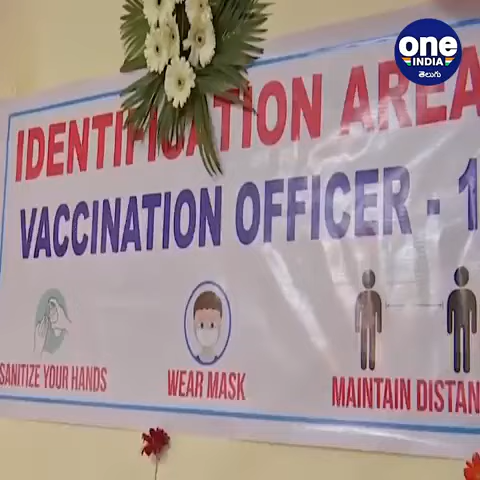 one
INDIA
తెలుగు
IDENTIFICATION AREA
VACCINATION OFFICER - 1
SANITIZE YOUR HANDS
WEAR MASK
MAINTAIN DISTAN